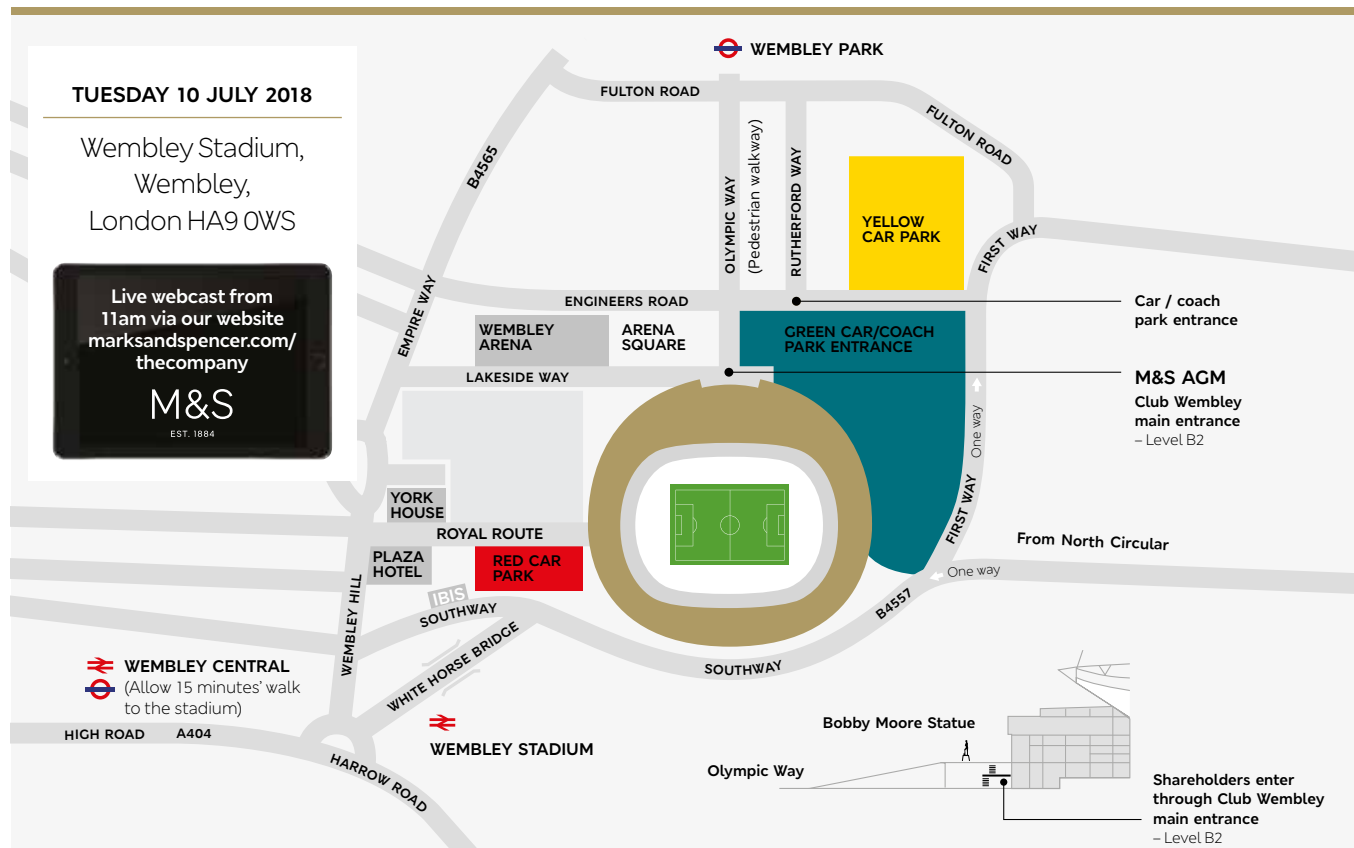 TUESDAY 10 JULY 2018
Wembley Stadium,
Wembley,
London HA9 0WS
Live webcast from
11am via our website
marksandspencer.com/
thecompany
M&S
EST. 1884
WEMBLEY PARK
FULTON ROAD
FULTON ROAD
B4565
OLYMPIC WAY
(Pedestrian walkway)
RUTHERFORD WAY
YELLOW
CAR PARK
FIRST WAY
EMPIRE WAY
ENGINEERS ROAD
Car / coach
park entrance
WEMBLEY
ARENA
ARENA
SQUARE
GREEN CAR/COACH
PARK ENTRANCE
LAKESIDE WAY
M&S AGM
Club Wembley
main entrance
– Level B2
One way
FIRST WAY
YORK
HOUSE
ROYAL ROUTE
PLAZA
HOTEL
RED CAR
PARK
From North Circular
One way
IBIS
SOUTHWAY
B4557
WEMBLEY HILL
WHITE HORSE BRIDGE
SOUTHWAY
WEMBLEY CENTRAL
(Allow 15 minutes' walk
to the stadium)
HIGH ROAD A404
WEMBLEY STADIUM
HARROW ROAD
Bobby Moore Statue
Olympic Way
Shareholders enter
through Club Wembley
main entrance
– Level B2